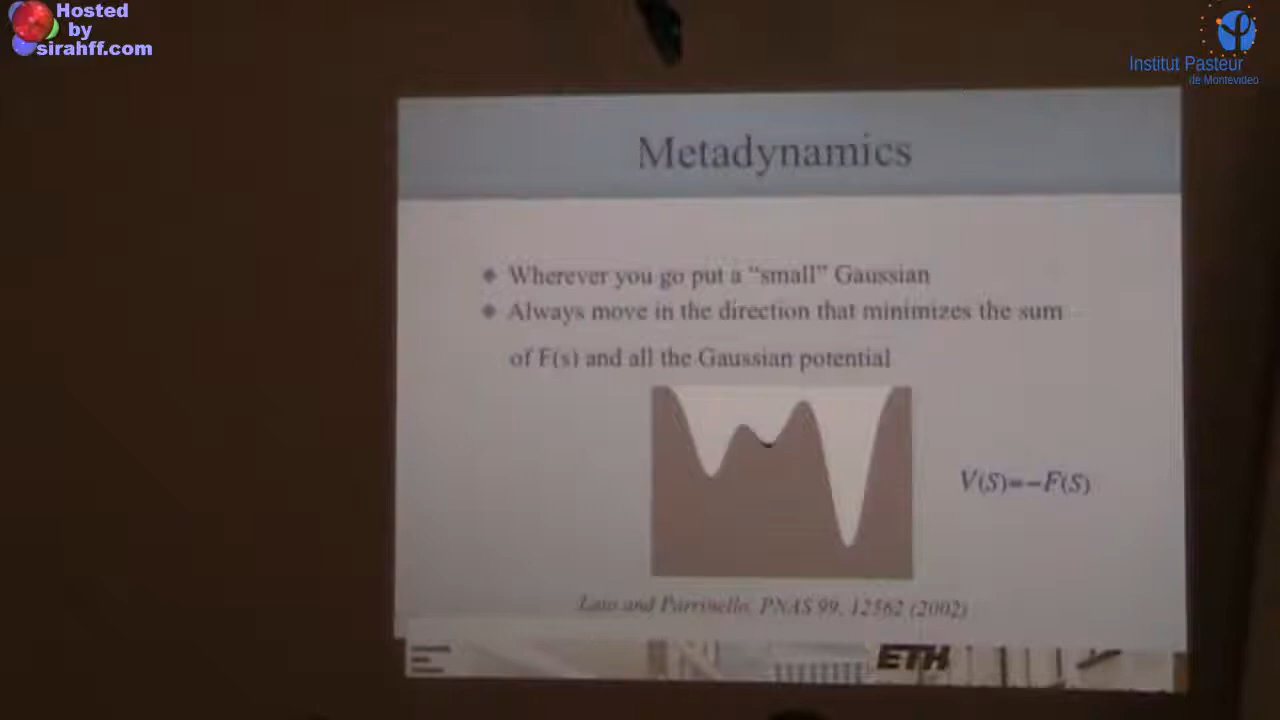 Hosted
by
sirahff.com
Institut Pasteur
de Montevideo
Metadynamics
Wherever you go put a “small” Gaussian
Always move in the direction that minimizes the sum
of F(s) and all the Gaussian potential
V(S)=−F(S)
Laio and Parrinello, PNAS 99, 12562 (2002)
ETH